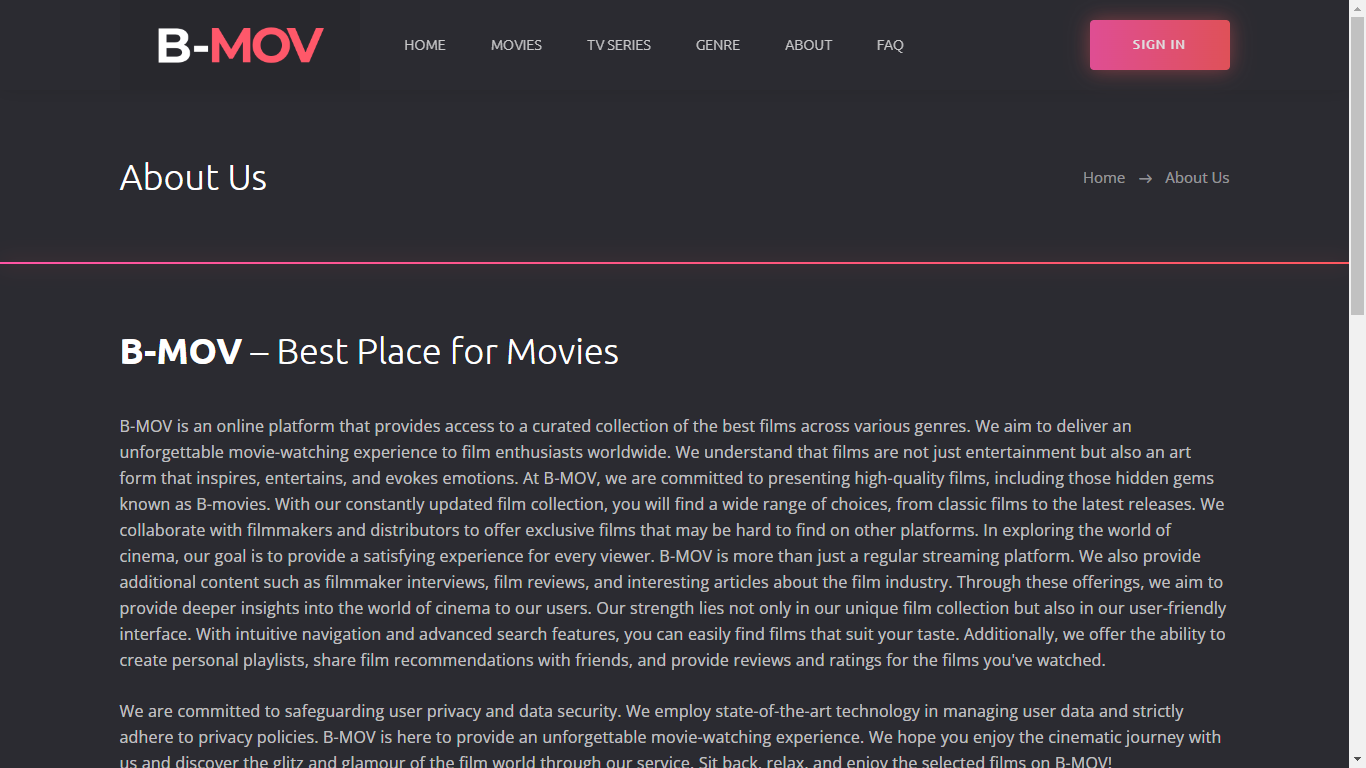 B-MOV
HOME
MOVIES
TV SERIES
GENRE
ABOUT
FAQ
SIGN IN
About Us
Home → About Us
B-MOV – Best Place for Movies
B-MOV is an online platform that provides access to a curated collection of the best films across various genres. We aim to deliver an
unforgettable movie-watching experience to film enthusiasts worldwide. We understand that films are not just entertainment but also an art
form that inspires, entertains, and evokes emotions. At B-MOV, we are committed to presenting high-quality films, including those hidden gems
known as B-movies. With our constantly updated film collection, you will find a wide range of choices, from classic films to the latest releases. We
collaborate with filmmakers and distributors to offer exclusive films that may be hard to find on other platforms. In exploring the world of
cinema, our goal is to provide a satisfying experience for every viewer. B-MOV is more than just a regular streaming platform. We also provide
additional content such as filmmaker interviews, film reviews, and interesting articles about the film industry. Through these offerings, we aim to
provide deeper insights into the world of cinema to our users. Our strength lies not only in our unique film collection but also in our user-friendly
interface. With intuitive navigation and advanced search features, you can easily find films that suit your taste. Additionally, we offer the ability to
create personal playlists, share film recommendations with friends, and provide reviews and ratings for the films you've watched.
We are committed to safeguarding user privacy and data security. We employ state-of-the-art technology in managing user data and strictly
adhere to privacy policies. B-MOV is here to provide an unforgettable movie-watching experience. We hope you enjoy the cinematic journey with
us and discover the glitz and glamour of the film world through our service. Sit back, relax, and enjoy the selected films on B-MOV!